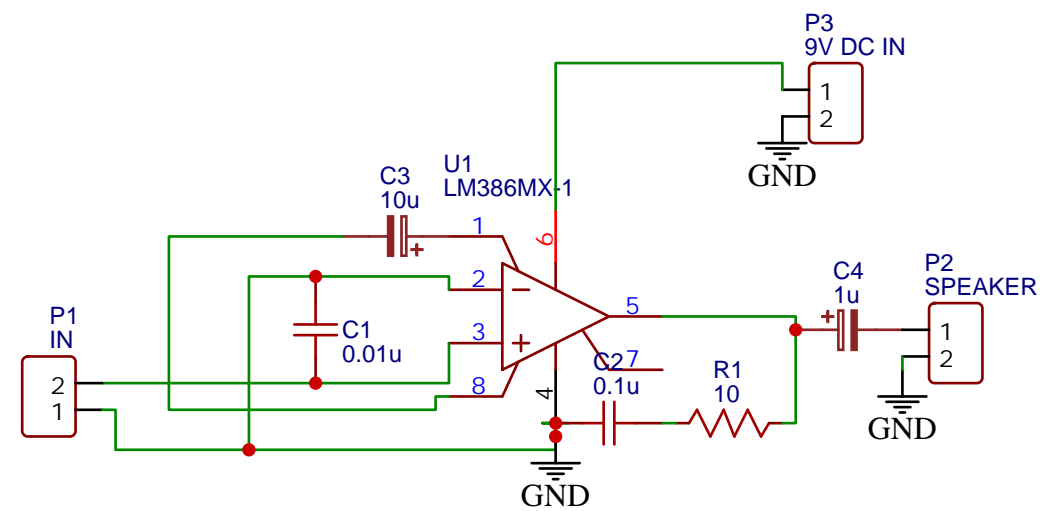 P3
9V DC IN
1
2
GND
U1
LM386MX-1
C3
10u
+
1
6
2
3
8
5
7
4
C1
0.01u
P1
IN
2
1
C2
0.1u
R1
10
C4
1u
+
P2
SPEAKER
1
2
GND
GND